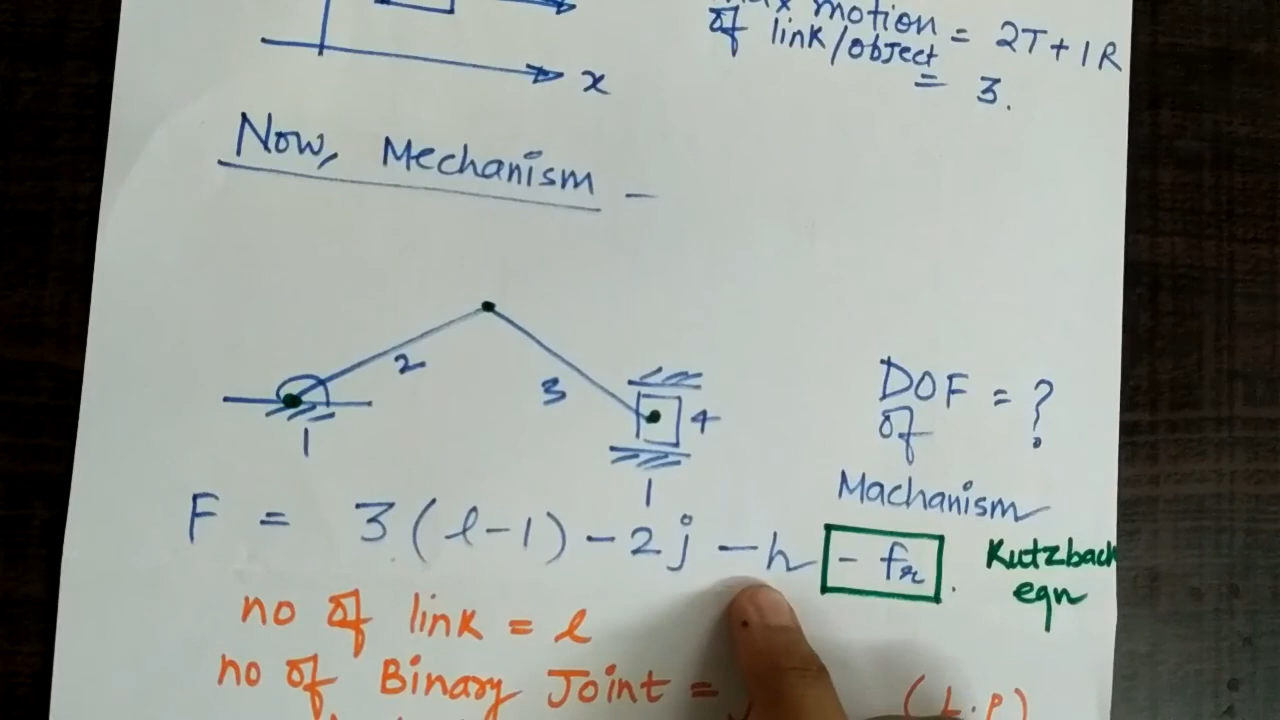 motion = 2T + 1R
of link/object
= 3.
x
Now, Mechanism -
2
3
4
1
1
DOF = ?
of
Machanism
F = 3(l-1) - 2j - h - fr. Kutzbach
eqn
no of link = l
no of Binary Joint = (L.P)